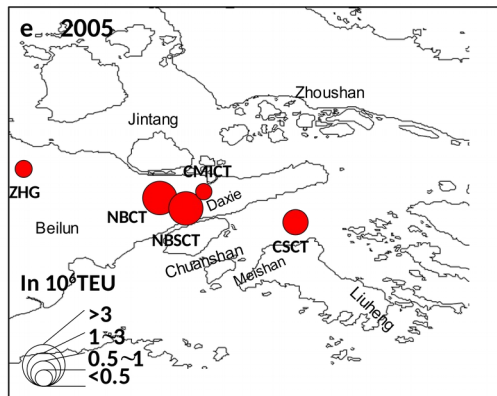 e 2005
Zhoushan
Jintang
CMICT
ZHG
Daxie
NBCT
Beilun
NBSCT
CSCT
Chuanshan
Meishan
In 10⁶TEU
Liuheng
>3
1~3
0.5~1
<0.5